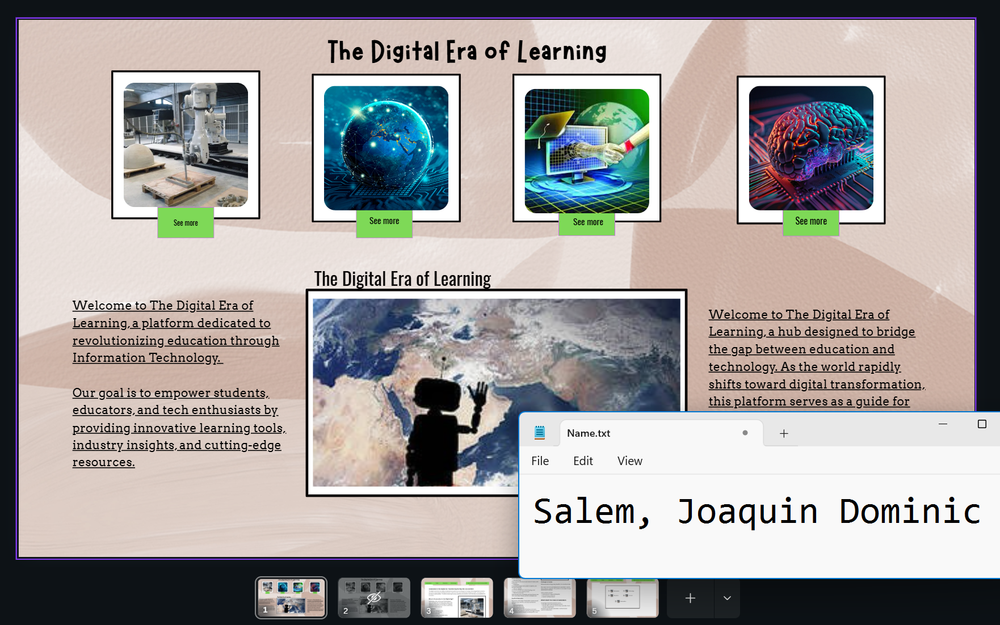 The Digital Era of Learning
See more
See more
See more
See more
The Digital Era of Learning
Welcome to The Digital Era of
Learning, a platform dedicated to
revolutionizing education through
Information Technology.
Our goal is to empower students,
educators, and tech enthusiasts by
providing innovative learning tools,
industry insights, and cutting-edge
resources.
Welcome to The Digital Era of
Learning, a hub designed to bridge
the gap between education and
technology. As the world rapidly
shifts toward digital transformation,
this platform serves as a guide for
Name.txt
File
Edit
View
Salem, Joaquin Dominic
1
2
3
4
5